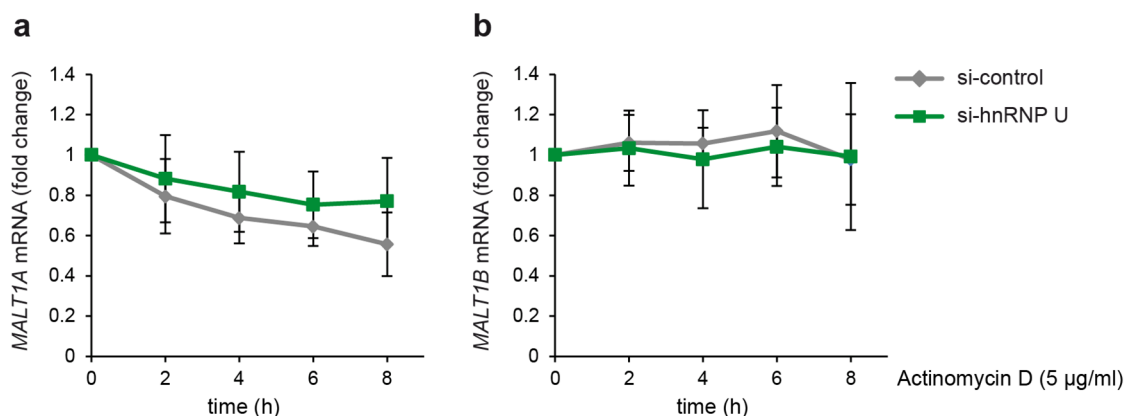 a
MALT1A mRNA (fold change)
1.4
1.2
1
0.8
0.6
0.4
0.2
0
0 2 4 6 8
time (h)
b
MALT1B mRNA (fold change)
1.4
1.2
1
0.8
0.6
0.4
0.2
0
0 2 4 6 8
time (h)
si-control
si-hnRNP U
Actinomycin D (5 µg/ml)